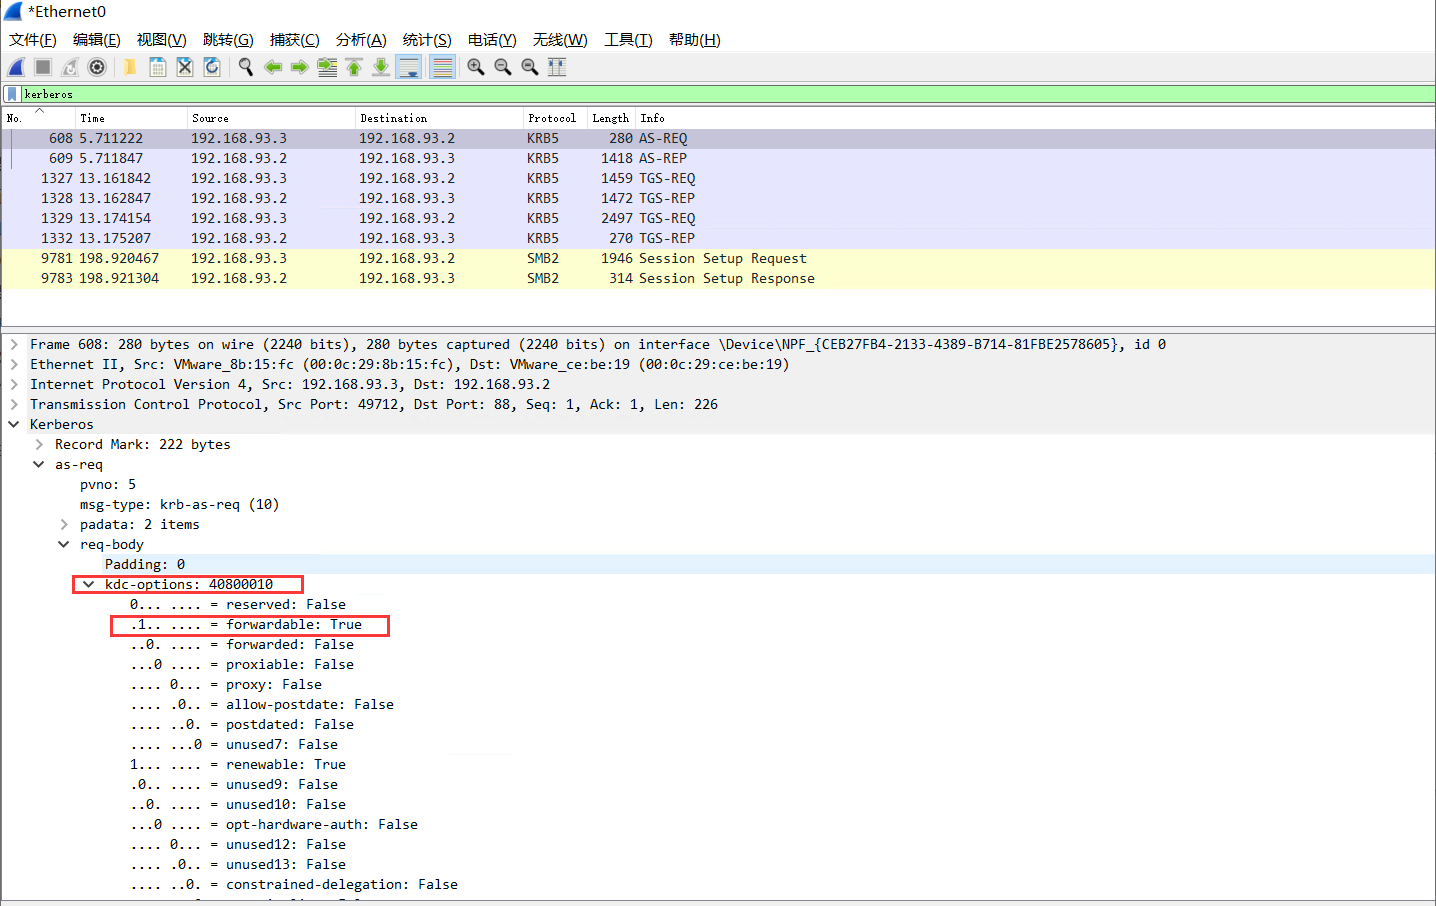 *Ethernet0
文件(F) 编辑(E) 视图(V) 跳转(G) 捕获(C) 分析(A) 统计(S) 电话(Y) 无线(W) 工具(T) 帮助(H)
kerberos
No. Time Source Destination Protocol Length Info
608 5.711222 192.168.93.3 192.168.93.2 KRB5 280 AS-REQ
609 5.711847 192.168.93.2 192.168.93.3 KRB5 1418 AS-REP
1327 13.161842 192.168.93.3 192.168.93.2 KRB5 1459 TGS-REQ
1328 13.162847 192.168.93.2 192.168.93.3 KRB5 1472 TGS-REP
1329 13.174154 192.168.93.3 192.168.93.2 KRB5 2497 TGS-REQ
1332 13.175207 192.168.93.2 192.168.93.3 KRB5 270 TGS-REP
9781 198.920467 192.168.93.3 192.168.93.2 SMB2 1946 Session Setup Request
9783 198.921304 192.168.93.2 192.168.93.3 SMB2 314 Session Setup Response
Frame 608: 280 bytes on wire (2240 bits), 280 bytes captured (2240 bits) on interface \Device\NPF_{CEB27FB4-2133-4389-B714-81FBE2578605}, id 0
Ethernet II, Src: VMware_8b:15:fc (00:0c:29:8b:15:fc), Dst: VMware_ce:be:19 (00:0c:29:ce:be:19)
Internet Protocol Version 4, Src: 192.168.93.3, Dst: 192.168.93.2
Transmission Control Protocol, Src Port: 49712, Dst Port: 88, Seq: 1, Ack: 1, Len: 226
Kerberos
Record Mark: 222 bytes
as-req
pvno: 5
msg-type: krb-as-req (10)
padata: 2 items
req-body
Padding: 0
kdc-options: 40800010
0... .... = reserved: False
.1.. .... = forwardable: True
..0. .... = forwarded: False
...0 .... = proxiable: False
.... 0... = proxy: False
.... .0.. = allow-postdate: False
.... ..0. = postdated: False
.... ...0 = unused7: False
1... .... = renewable: True
.0.. .... = unused9: False
..0. .... = unused10: False
...0 .... = opt-hardware-auth: False
.... 0... = unused12: False
.... .0.. = unused13: False
.... ..0. = constrained-delegation: False